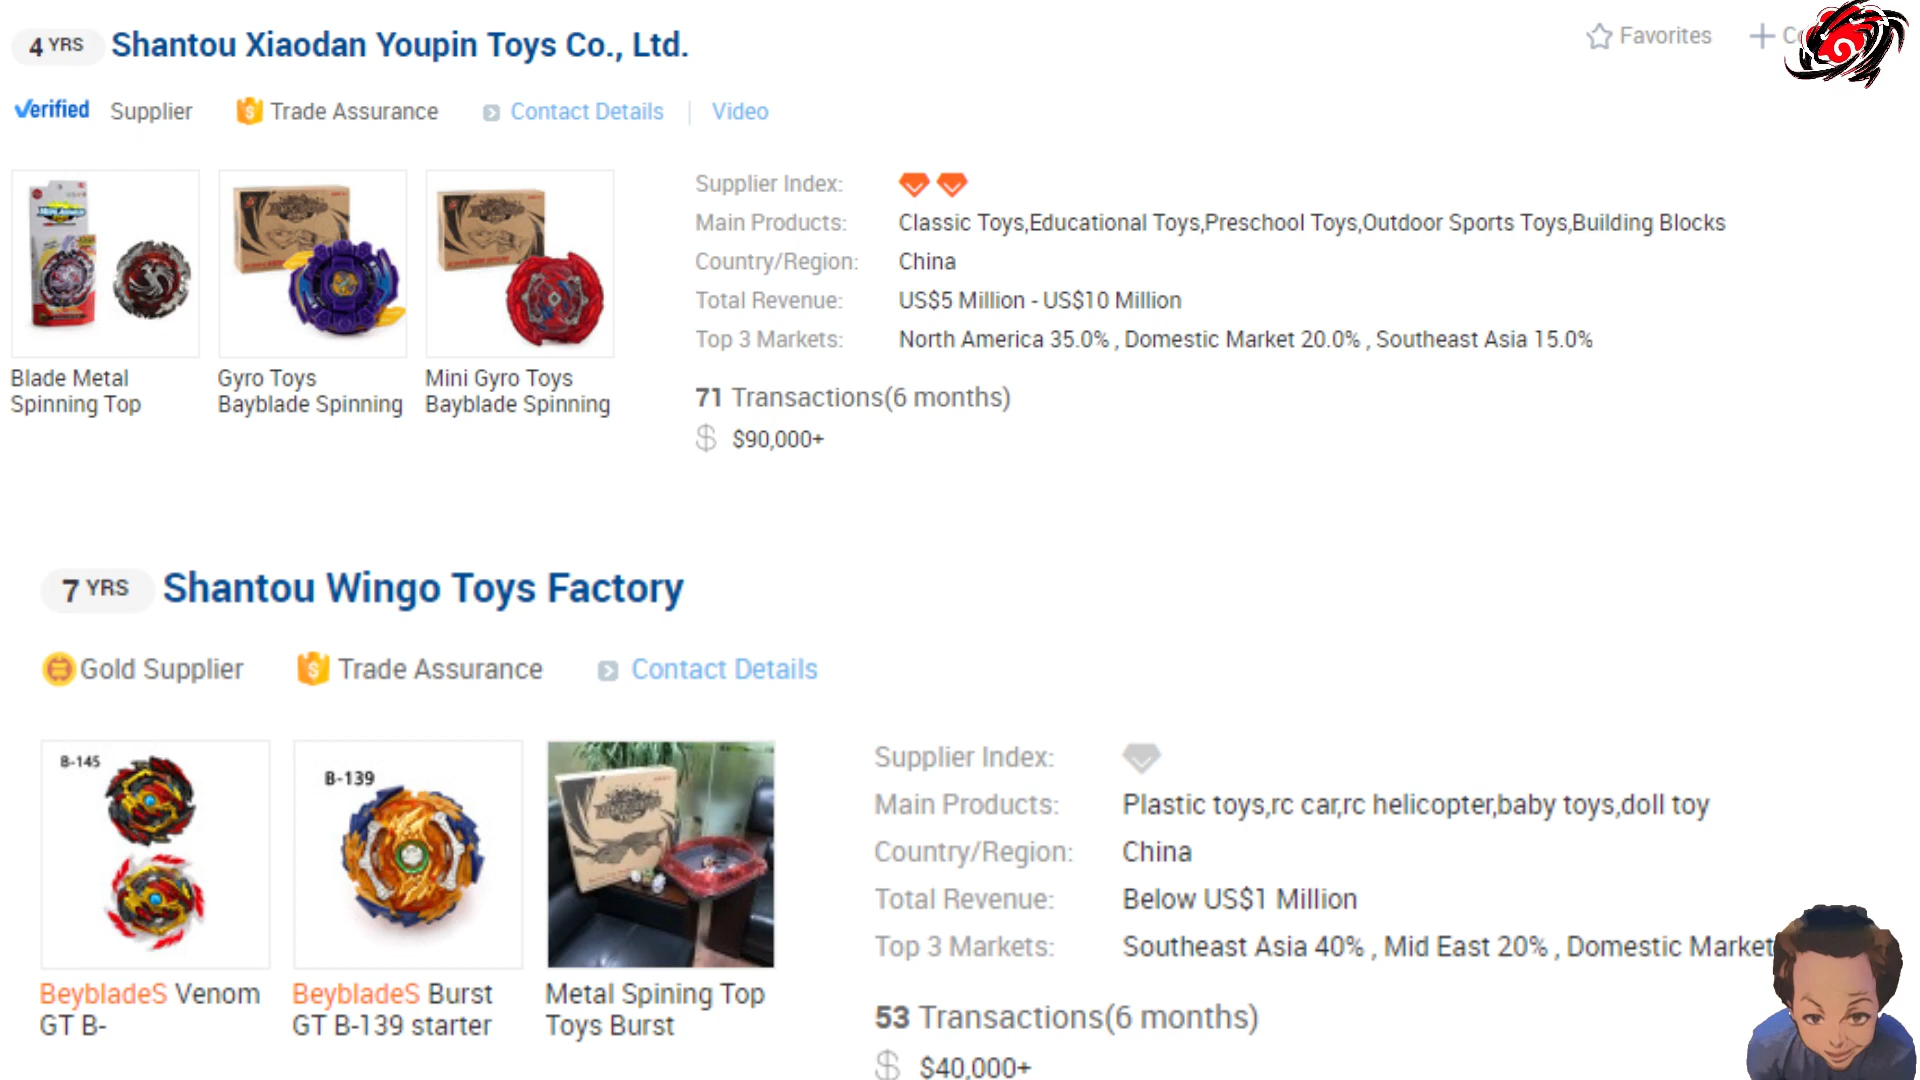 4 YRS Shantou Xiaodan Youpin Toys Co., Ltd.
Favorites
Verified Supplier Trade Assurance Contact Details Video
Supplier Index:
Main Products: Classic Toys,Educational Toys,Preschool Toys,Outdoor Sports Toys,Building Blocks
Country/Region: China
Total Revenue: US$5 Million - US$10 Million
Top 3 Markets: North America 35.0% , Domestic Market 20.0% , Southeast Asia 15.0%
Blade Metal
Spinning Top
Gyro Toys
Bayblade Spinning
Mini Gyro Toys
Bayblade Spinning
71 Transactions(6 months)
$90,000+
7 YRS Shantou Wingo Toys Factory
Gold Supplier Trade Assurance Contact Details
B-145
B-139
Supplier Index:
Main Products: Plastic toys,rc car,rc helicopter,baby toys,doll toy
Country/Region: China
Total Revenue: Below US$1 Million
Top 3 Markets: Southeast Asia 40% , Mid East 20% , Domestic Market
BeybladeS Venom
GT B-
BeybladeS Burst
GT B-139 starter
Metal Spining Top
Toys Burst
53 Transactions(6 months)
$40,000+